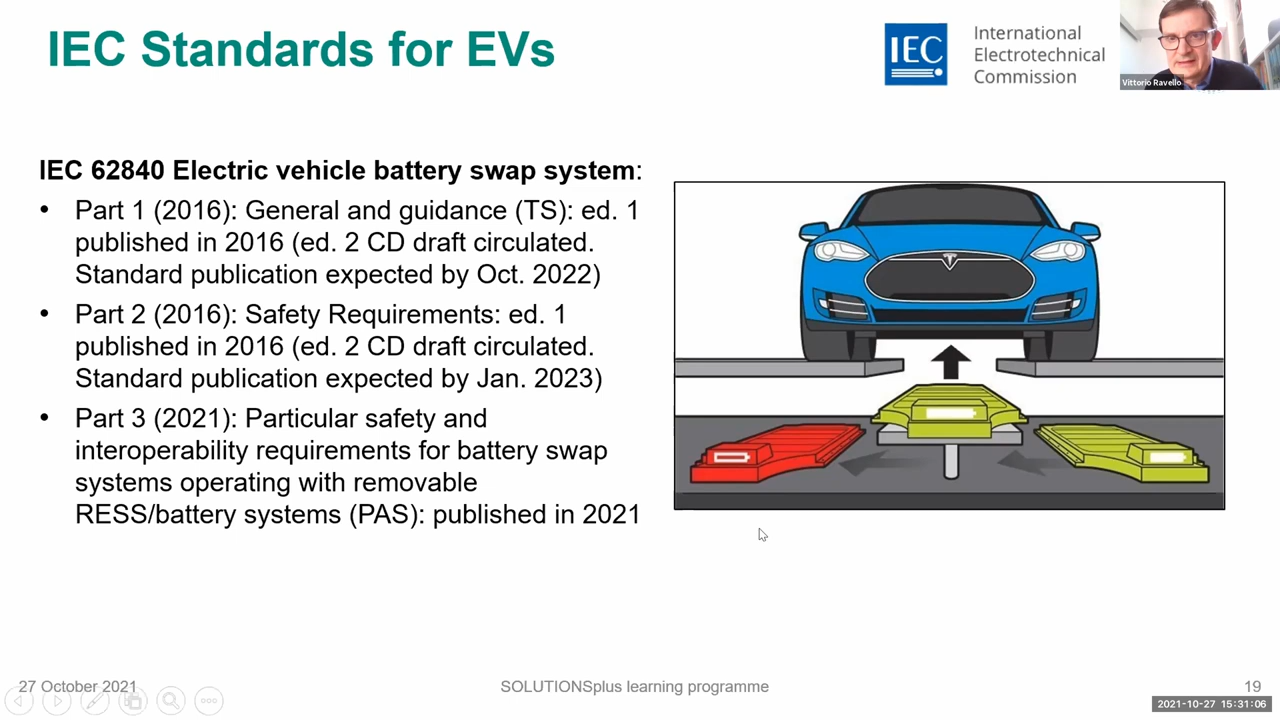 IEC Standards for EVs
IEC
International
Electrotechnical
Commission
Vittorio Ravello
IEC 62840 Electric vehicle battery swap system:
• Part 1 (2016): General and guidance (TS): ed. 1
published in 2016 (ed. 2 CD draft circulated.
Standard publication expected by Oct. 2022)
• Part 2 (2016): Safety Requirements: ed. 1
published in 2016 (ed. 2 CD draft circulated.
Standard publication expected by Jan. 2023)
• Part 3 (2021): Particular safety and
interoperability requirements for battery swap
systems operating with removable
RESS/battery systems (PAS): published in 2021
27 October 2021
SOLUTIONSplus learning programme
19
2021-10-27 15:31:06